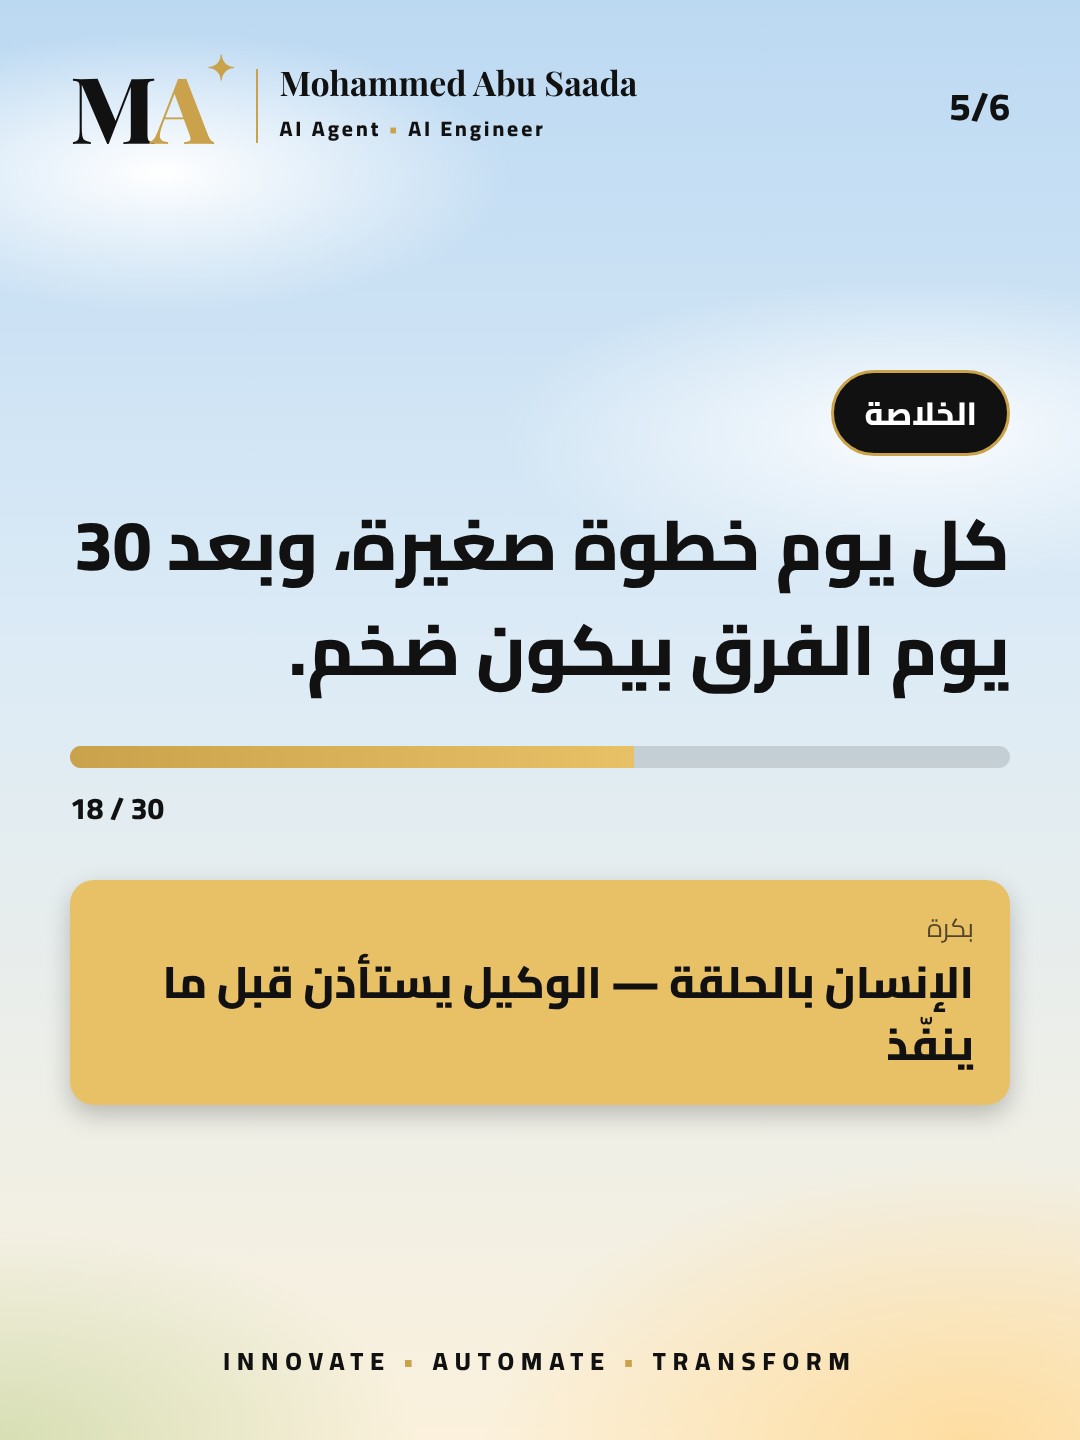 MA
Mohammed Abu Saada
AI Agent ▪ AI Engineer
5/6
الخلاصة
كل يوم خطوة صغيرة، وبعد 30
يوم الفرق بيكون ضخم.
18 / 30
بكرة
الإنسان بالحلقة — الوكيل يستأذن قبل ما
ينفّذ
INNOVATE ▪ AUTOMATE ▪ TRANSFORM